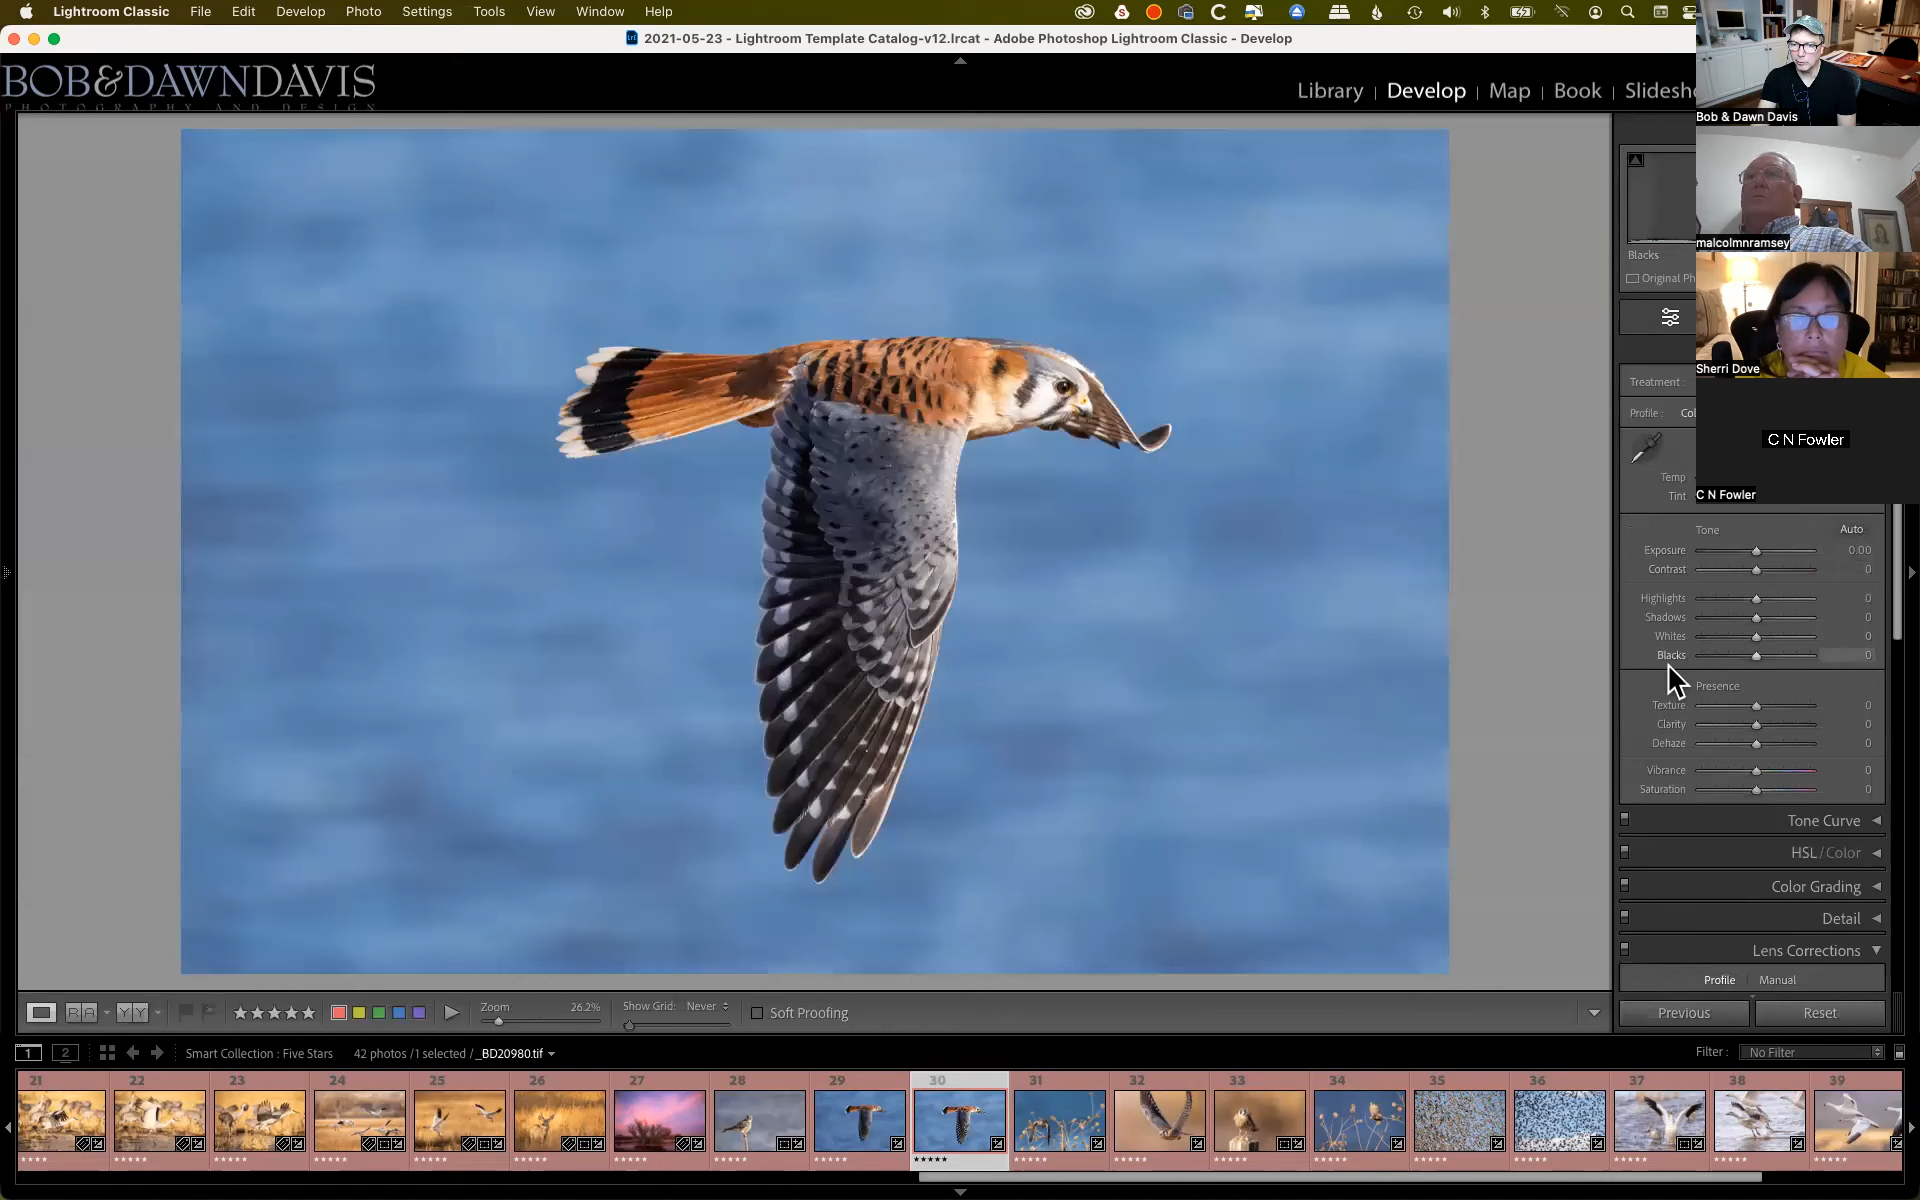 Lightroom Classic File Edit Develop Photo Settings Tools View Window Help
2021-05-23 - Lightroom Template Catalog-v12.lrcat - Adobe Photoshop Lightroom Classic - Develop
BOB&DAWNDAVIS
PHOTOGRAPHY AND DESIGN
Library | Develop | Map | Book | Slidesho
Bob & Dawn Davis
malcolmnramsey
Blacks
Original Ph
Sherri Dove
Treatment :
Profile : Col
C N Fowler
Temp
Tint
C N Fowler
Tone Auto
Exposure 0.00
Contrast 0
Highlights 0
Shadows 0
Whites 0
Blacks 0
Presence
Texture 0
Clarity 0
Dehaze 0
Vibrance 0
Saturation 0
Tone Curve
HSL / Color
Color Grading
Detail
Lens Corrections
Profile Manual
R A Y Y Zoom 26.2% Show Grid: Never Soft Proofing
Previous Reset
1 2 Smart Collection : Five Stars 42 photos / 1 selected / _BD20980.tif Filter : No Filter
21 22 23 24 25 26 27 28 29 30 31 32 33 34 35 36 37 38 39